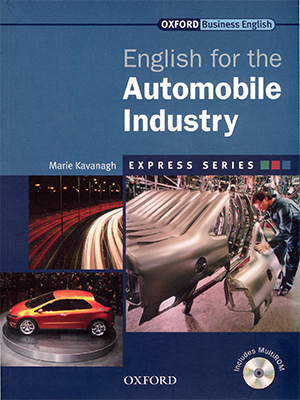 OXFORD Business English
English for the
Automobile
Industry
Marie Kavanagh
EXPRESS SERIES
Includes MultiROM
OXFORD